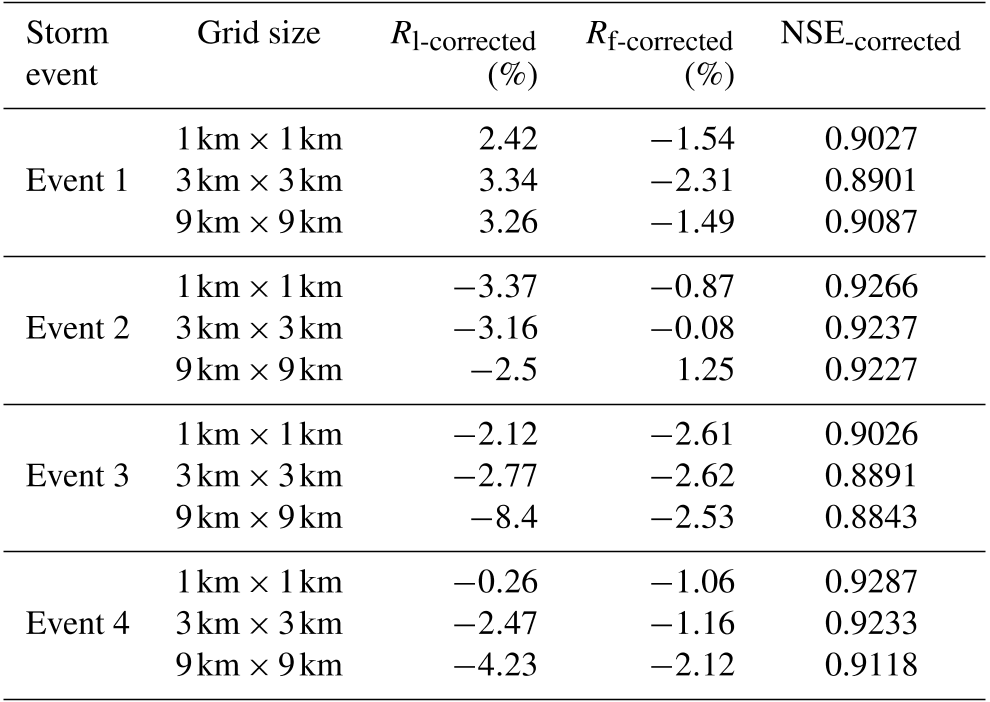 Storm event Grid size Rl-corrected (%) Rf-corrected (%) NSE-corrected
1 km × 1 km 2.42 −1.54 0.9027
Event 1 3 km × 3 km 3.34 −2.31 0.8901
9 km × 9 km 3.26 −1.49 0.9087
1 km × 1 km −3.37 −0.87 0.9266
Event 2 3 km × 3 km −3.16 −0.08 0.9237
9 km × 9 km −2.5 1.25 0.9227
1 km × 1 km −2.12 −2.61 0.9026
Event 3 3 km × 3 km −2.77 −2.62 0.8891
9 km × 9 km −8.4 −2.53 0.8843
1 km × 1 km −0.26 −1.06 0.9287
Event 4 3 km × 3 km −2.47 −1.16 0.9233
9 km × 9 km −4.23 −2.12 0.9118